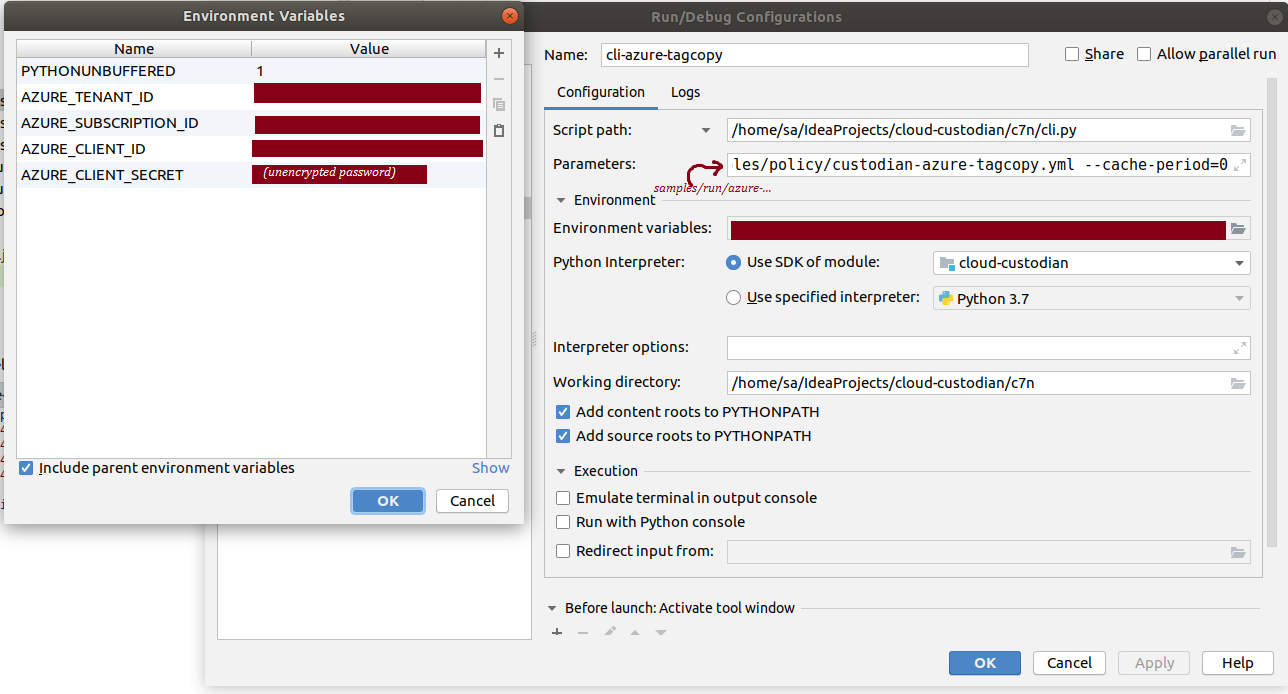 Environment Variables
Name Value
PYTHONUNBUFFERED 1
AZURE_TENANT_ID
AZURE_SUBSCRIPTION_ID
AZURE_CLIENT_ID
AZURE_CLIENT_SECRET (unencrypted password)
Include parent environment variables Show
OK Cancel
Run/Debug Configurations
Name: cli-azure-tagcopy Share Allow parallel run
Configuration Logs
Script path: /home/sa/IdeaProjects/cloud-custodian/c7n/cli.py
Parameters: les/policy/custodian-azure-tagcopy.yml --cache-period=0
samples/run/azure-...
Environment
Environment variables:
Python Interpreter: Use SDK of module: cloud-custodian
Use specified interpreter: Python 3.7
Interpreter options:
Working directory: /home/sa/IdeaProjects/cloud-custodian/c7n
Add content roots to PYTHONPATH
Add source roots to PYTHONPATH
Execution
Emulate terminal in output console
Run with Python console
Redirect input from:
Before launch: Activate tool window
OK Cancel Apply Help